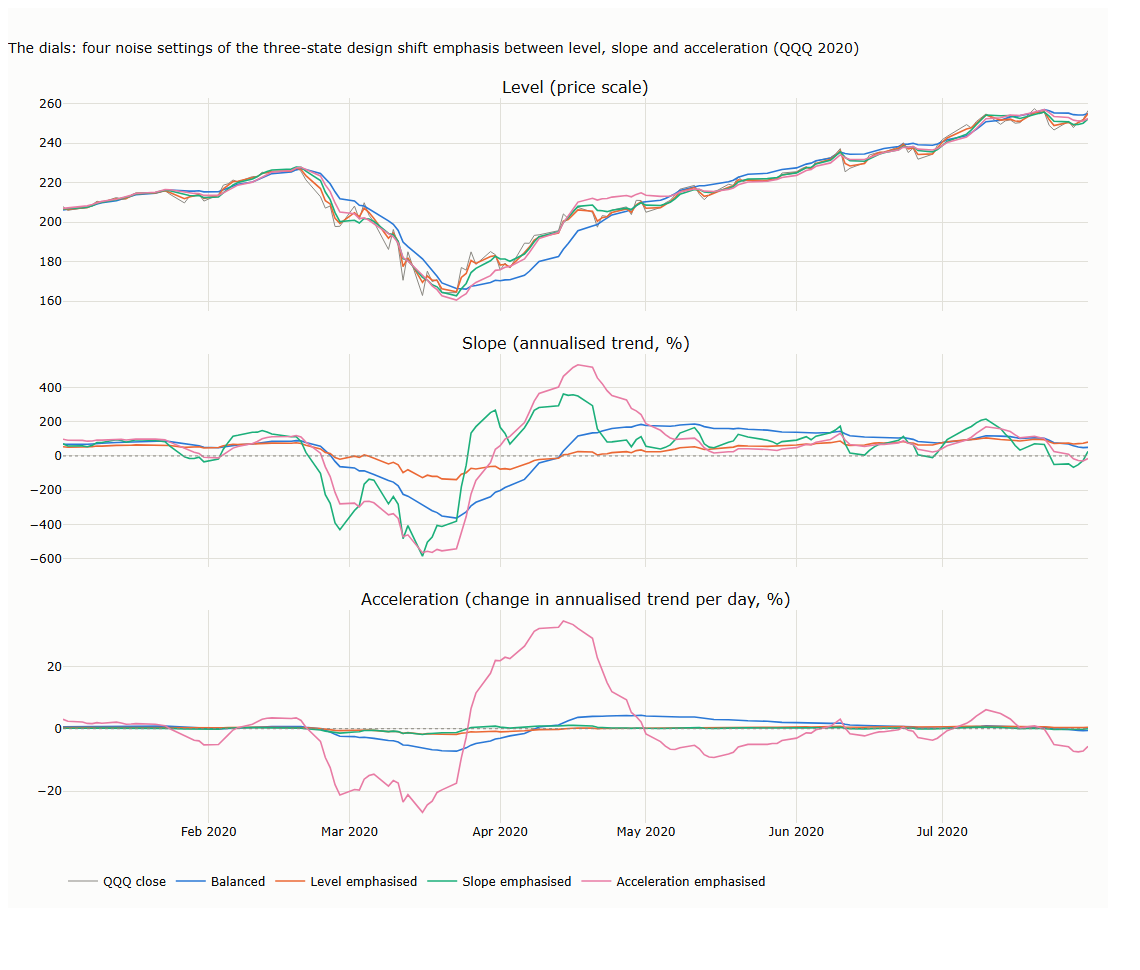 The dials: four noise settings of the three-state design shift emphasis between level, slope and acceleration (QQQ 2020)
Level (price scale)
260
240
220
200
180
160
Slope (annualised trend, %)
400
200
0
−200
−400
−600
Acceleration (change in annualised trend per day, %)
20
0
−20
Feb 2020 Mar 2020 Apr 2020 May 2020 Jun 2020 Jul 2020
QQQ close Balanced Level emphasised Slope emphasised Acceleration emphasised